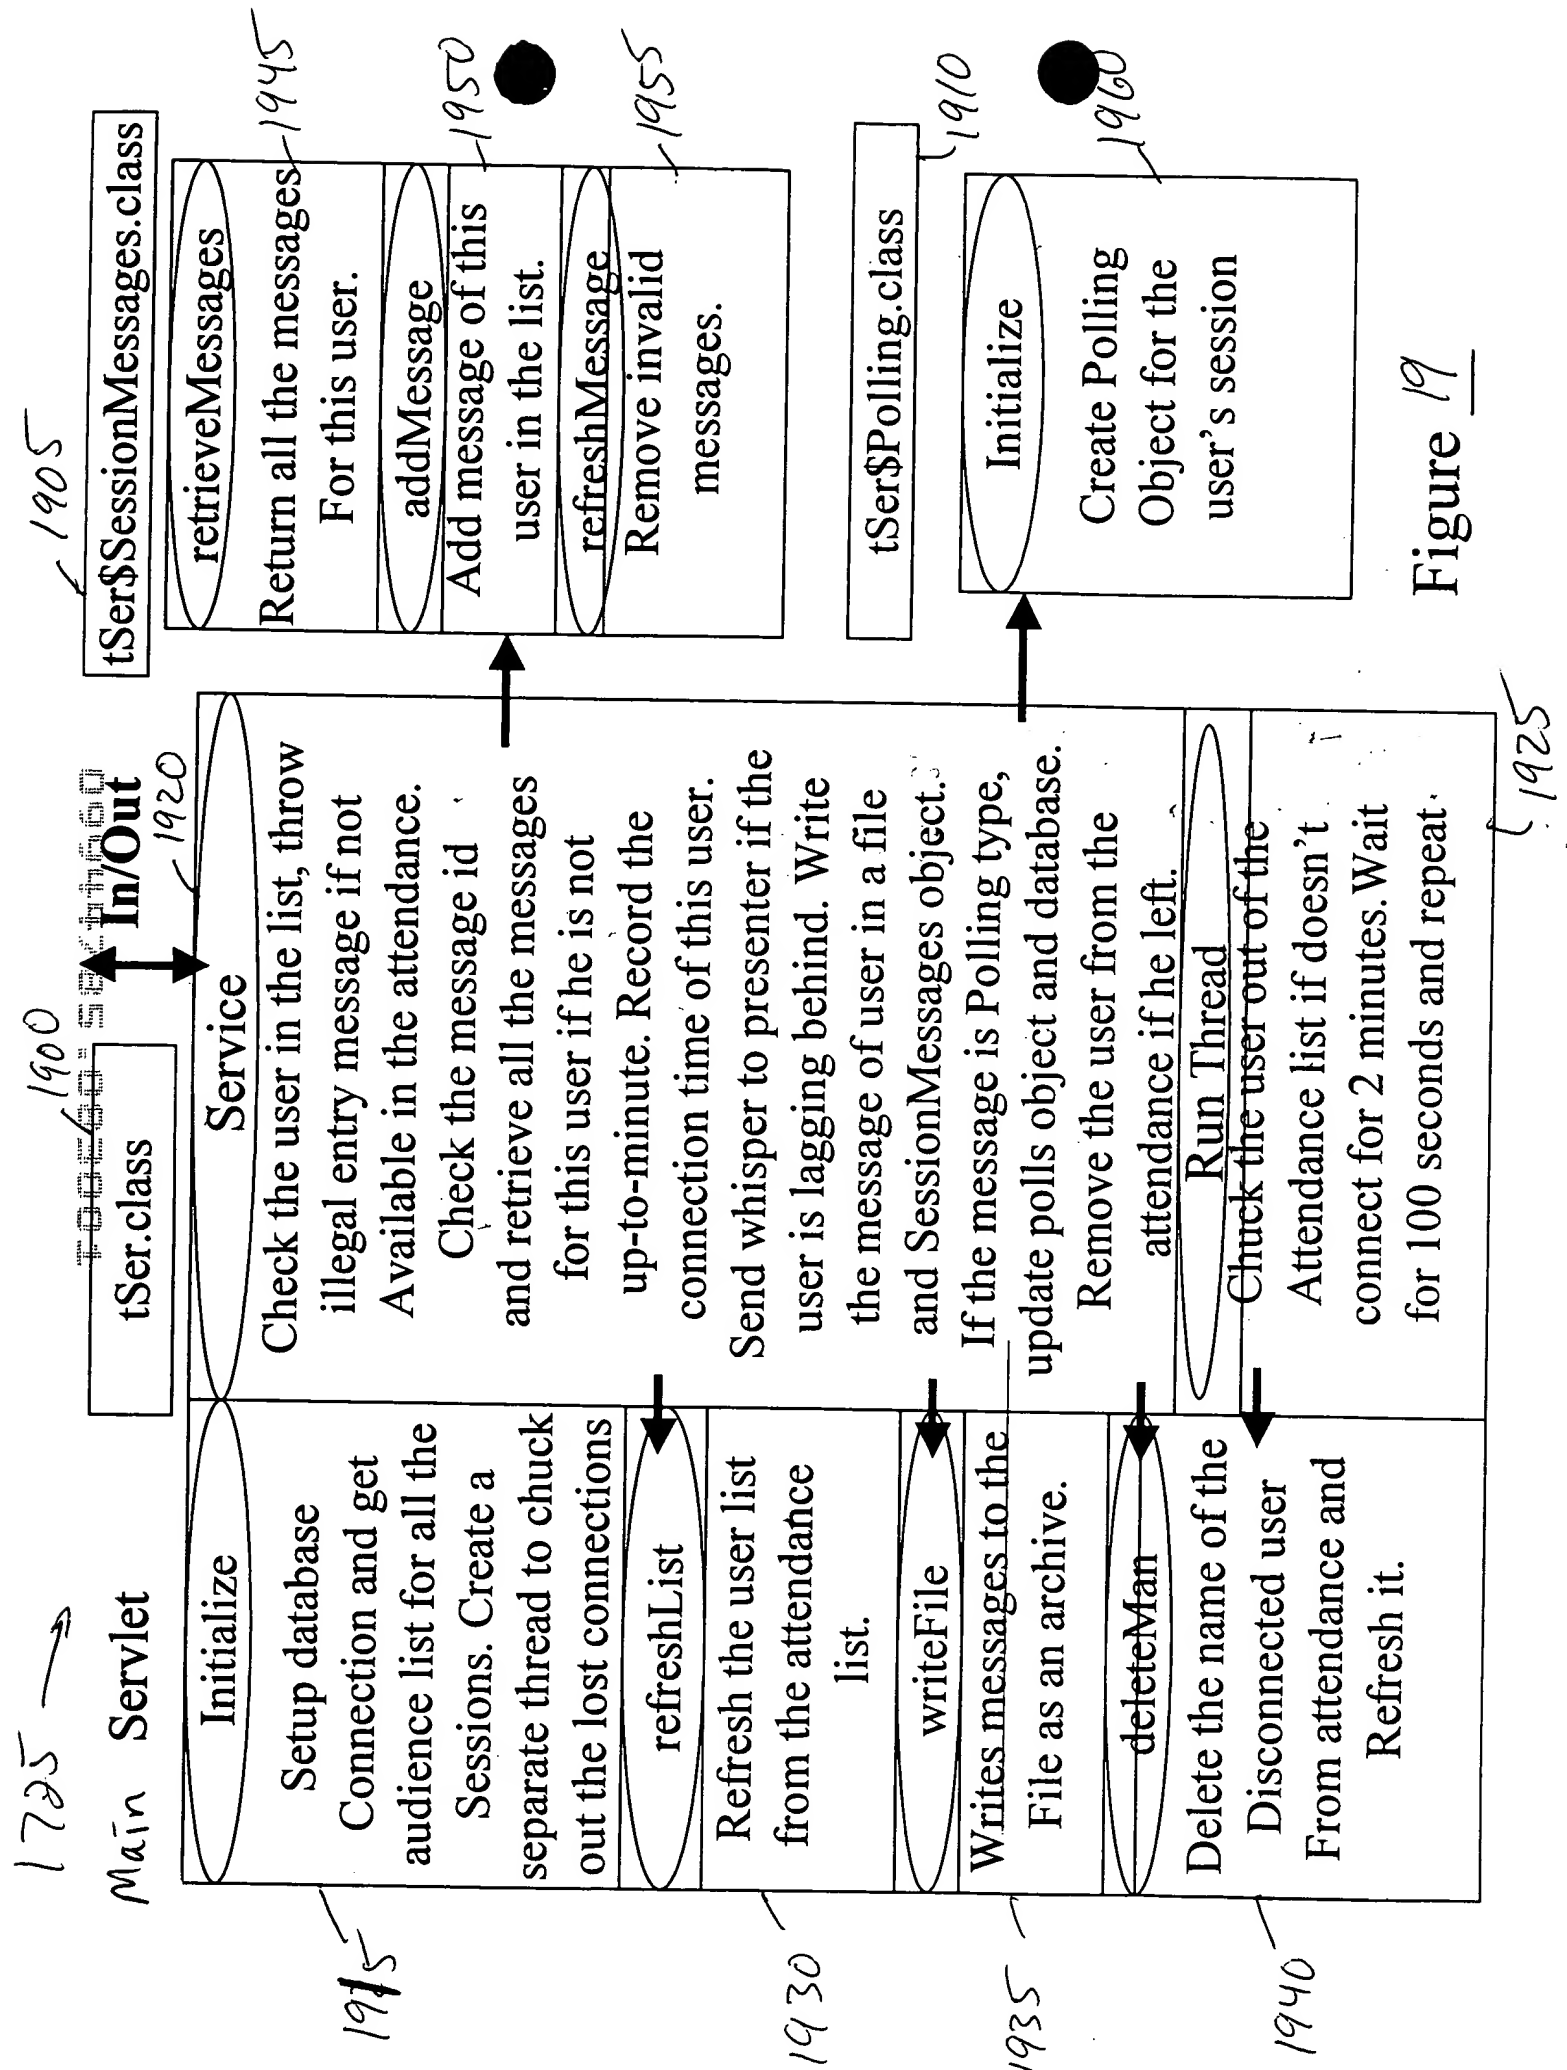 1725
Main Servlet
1900
tSer.class
In/Out
1920
1915
Initialize
Setup database
Connection and get
audience list for all the
Sessions. Create a
separate thread to chuck
out the lost connections
1930
refreshList
Refresh the user list
from the attendance
list.
1935
writeFile
Writes messages to the
File as an archive.
1940
deleteMan
Delete the name of the
Disconnected user
From attendance and
Refresh it.
Service
Check the user in the list, throw
illegal entry message if not
Available in the attendance.
Check the message id
and retrieve all the messages
for this user if he is not
up-to-minute. Record the
connection time of this user.
Send whisper to presenter if the
user is lagging behind. Write
the message of user in a file
and SessionMessages object.
If the message is Polling type,
update polls object and database.
Remove the user from the
attendance if he left.
Run Thread
Chuck the user out of the
Attendance list if doesn't
connect for 2 minutes. Wait
for 100 seconds and repeat.
1925
1905
tSer$SessionMessages.class
retrieveMessages
Return all the messages
For this user.
1945
addMessage
Add message of this
user in the list.
1950
refreshMessage
Remove invalid
messages.
1955
tSer$Polling.class
1910
Initialize
Create Polling
Object for the
user's session
1960
Figure 19